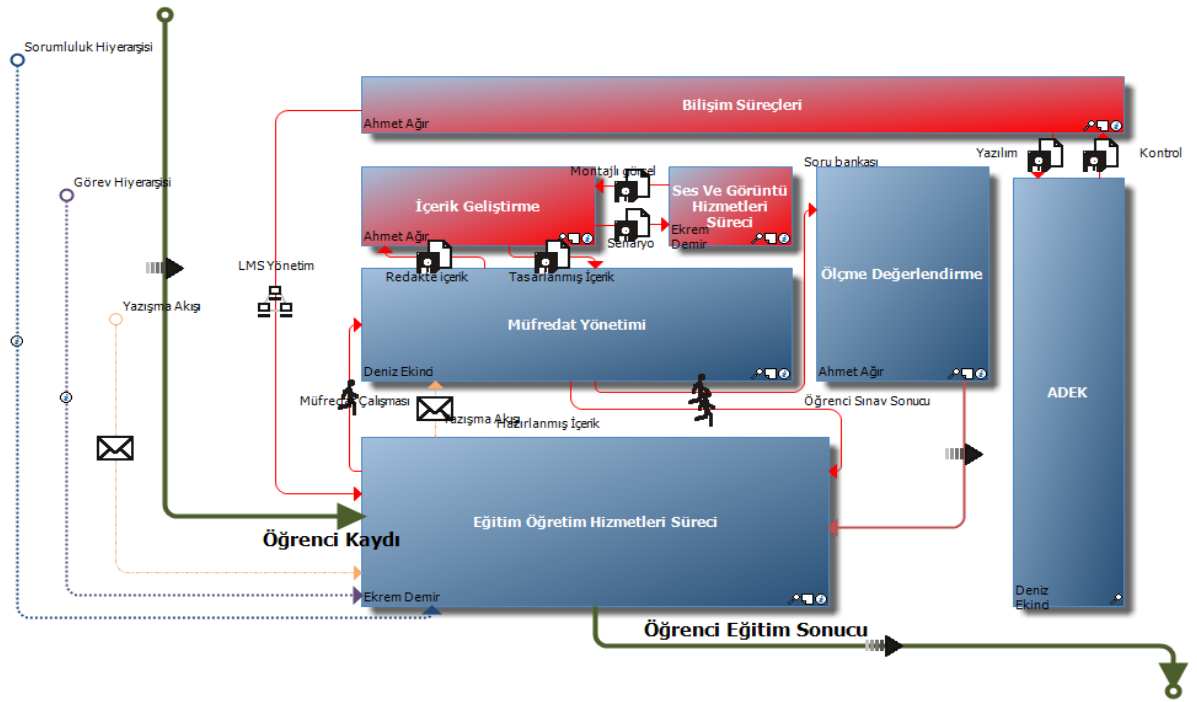 Sorumluluk Hiyerarşisi
Bilişim Süreçleri
Ahmet Ağır
Yazılım
Kontrol
Görev Hiyerarşisi
Montajlı görsel
Soru bankası
İçerik Geliştirme
Ahmet Ağır
Ses Ve Görüntü
Hizmetleri
Süreci
Ekrem
Demir
Senaryo
LMS Yönetim
Redakte içerik
Tasarlanmış İçerik
Ölçme Değerlendirme
Ahmet Ağır
Yazışma Akışı
Müfredat Yönetimi
Deniz Ekinci
Müfredat Çalışması
Yazışma Akışı
Hazırlanmış İçerik
Öğrenci Sınav Sonucu
ADEK
Deniz
Ekinci
Eğitim Öğretim Hizmetleri Süreci
Öğrenci Kaydı
Ekrem Demir
Öğrenci Eğitim Sonucu